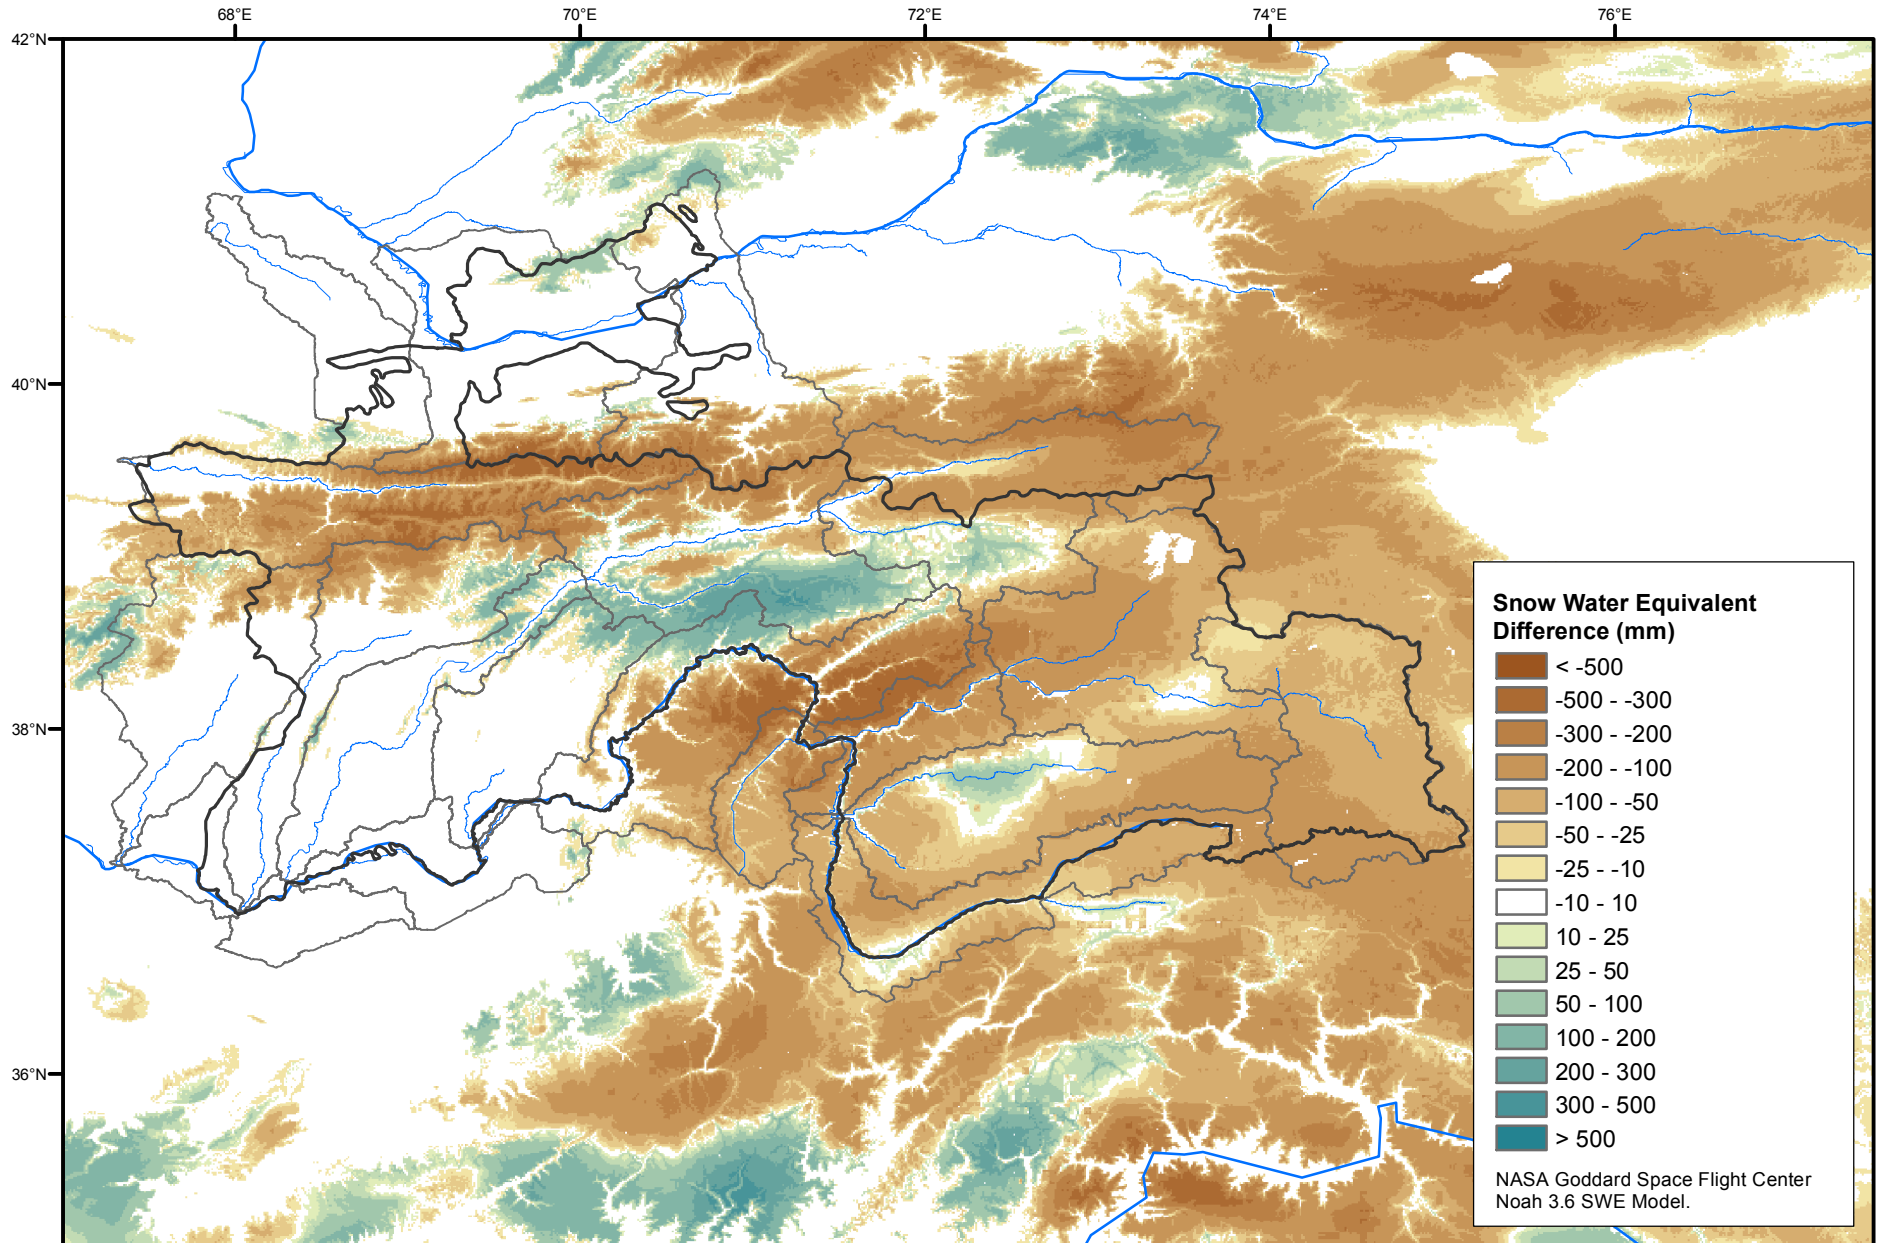 68°E
70°E
72°E
74°E
76°E
42°N
40°N
38°N
36°N
Snow Water Equivalent
Difference (mm)
< -500
-500 - -300
-300 - -200
-200 - -100
-100 - -50
-50 - -25
-25 - -10
-10 - 10
10 - 25
25 - 50
50 - 100
100 - 200
200 - 300
300 - 500
> 500
NASA Goddard Space Flight Center
Noah 3.6 SWE Model.